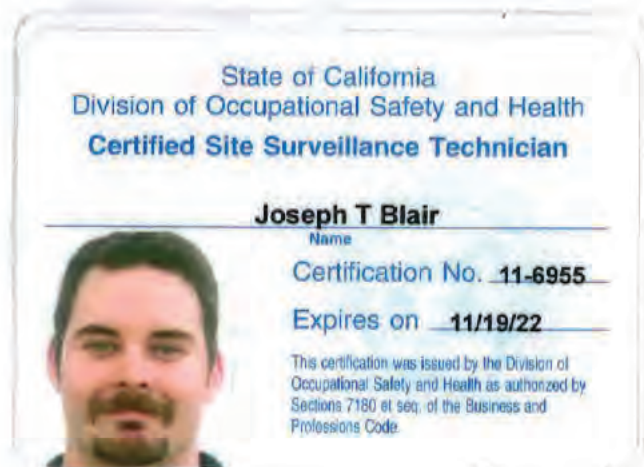 State of California
Division of Occupational Safety and Health
Certified Site Surveillance Technician
Joseph T Blair
Name
Certification No. 11-6955
Expires on 11/19/22
This certification was issued by the Division of
Occupational Safety and Health as authorized by
Sections 7180 et seq. of the Business and
Professions Code.